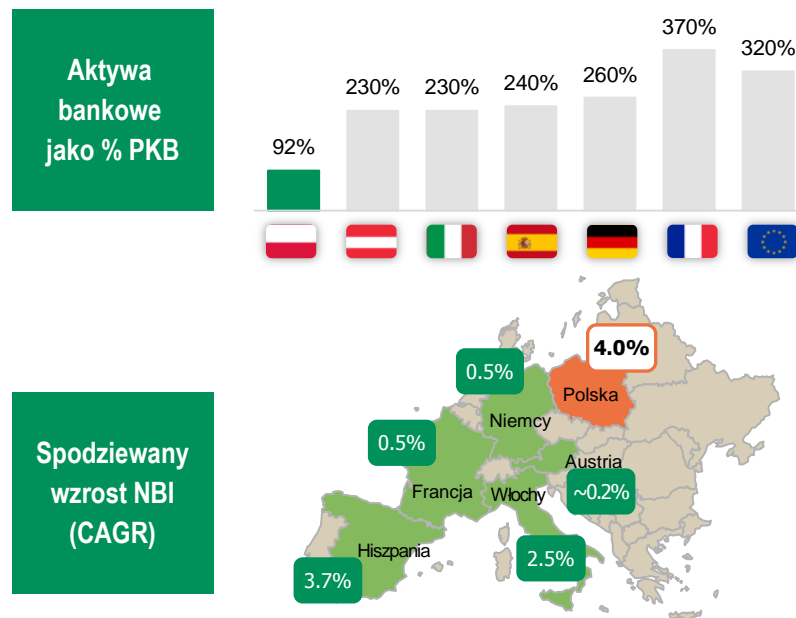 Aktywa
bankowe
jako % PKB
92%
230%
230%
240%
260%
370%
320%
Spodziewany
wzrost NBI
(CAGR)
4.0%
0.5%
Polska
Niemcy
0.5%
Austria
Francja
Włochy
~0.2%
Hiszpania
2.5%
3.7%